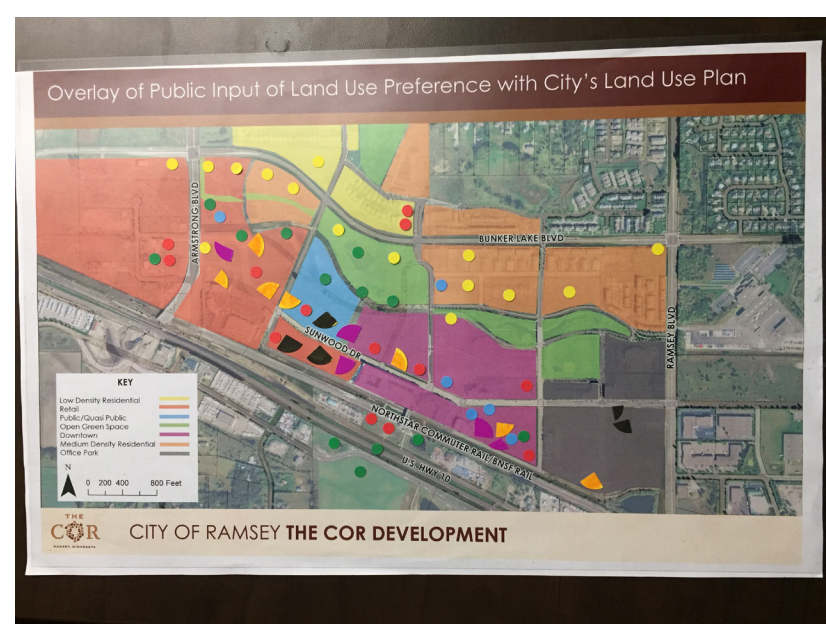 Overlay of Public Input of Land Use Preference with City's Land Use Plan
ARMSTRONG BLVD
BUNKER LAKE BLVD
RAMSEY BLVD
SUNWOOD DR
NORTHSTAR COMMUTER RAIL/BNSF RAIL
U.S. HWY 10
KEY
Low Density Residential
Retail
Public/Quasi Public
Open Green Space
Downtown
Medium Density Residential
Office Park
N
0 200 400 800 Feet
THE
COR
RAMSEY, MINNESOTA
CITY OF RAMSEY THE COR DEVELOPMENT